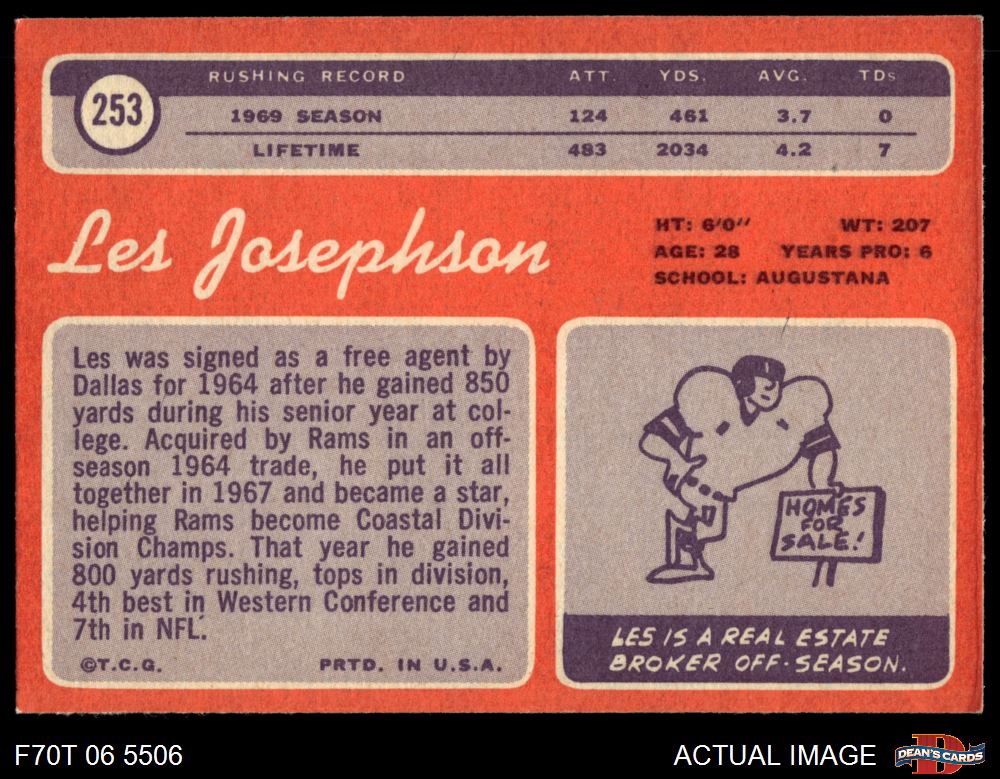 253
RUSHING RECORD ATT. YDS. AVG. TDs
1969 SEASON 124 461 3.7 0
LIFETIME 483 2034 4.2 7
Les Josephson
HT: 6'0" WT: 207
AGE: 28 YEARS PRO: 6
SCHOOL: AUGUSTANA
Les was signed as a free agent by
Dallas for 1964 after he gained 850
yards during his senior year at col-
lege. Acquired by Rams in an off-
season 1964 trade, he put it all
together in 1967 and became a star,
helping Rams become Coastal Divi-
sion Champs. That year he gained
800 yards rushing, tops in division,
4th best in Western Conference and
7th in NFL.
©T.C.G. PRTD. IN U.S.A.
HOMES
FOR
SALE!
LES IS A REAL ESTATE
BROKER OFF-SEASON.
F70T 06 5506 ACTUAL IMAGE
D
DEAN'S CARDS